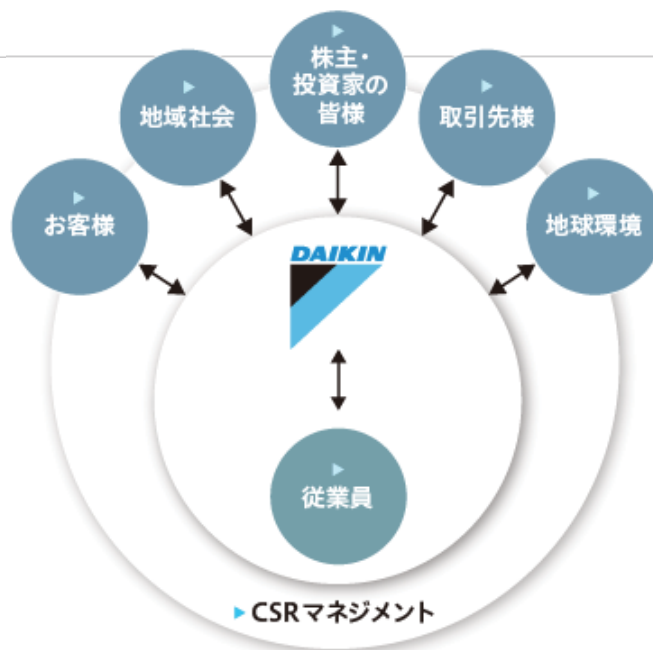 株主・
投資家の
皆様
地域社会
取引先様
お客様
地球環境
DAIKIN
従業員
CSRマネジメント